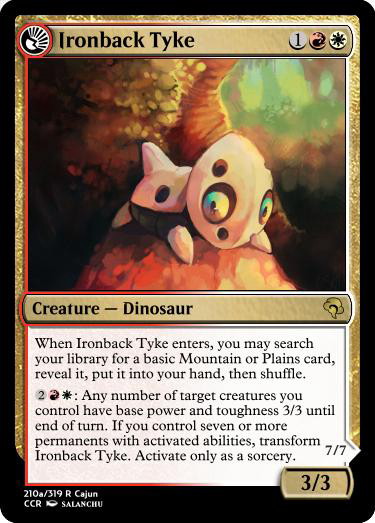 Ironback Tyke 1
Creature — Dinosaur
When Ironback Tyke enters, you may search
your library for a basic Mountain or Plains card,
reveal it, put it into your hand, then shuffle.
2: Any number of target creatures you
control have base power and toughness 3/3 until
end of turn. If you control seven or more
permanents with activated abilities, transform
Ironback Tyke. Activate only as a sorcery.
7/7
3/3
210a/319 R Cajun
CCR SALANCHU